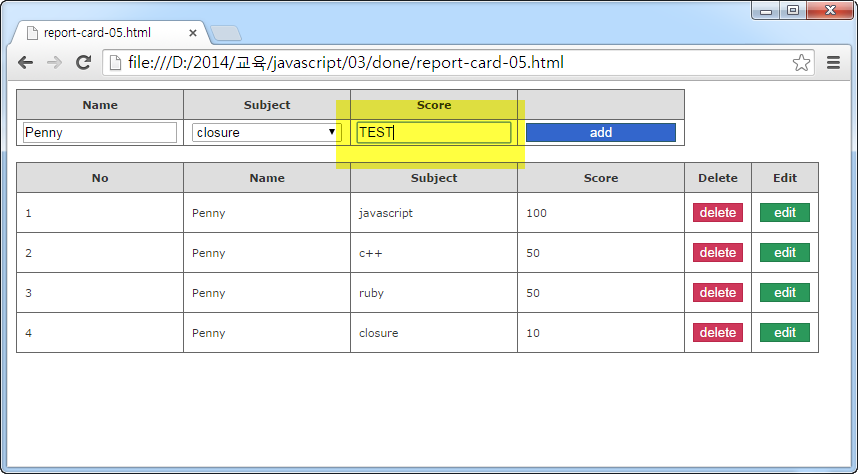 report-card-05.html
file:///D:/2014/교육/javascript/03/done/report-card-05.html
Name Subject Score
Penny closure TEST add
No Name Subject Score Delete Edit
1 Penny javascript 100 delete edit
2 Penny c++ 50 delete edit
3 Penny ruby 50 delete edit
4 Penny closure 10 delete edit